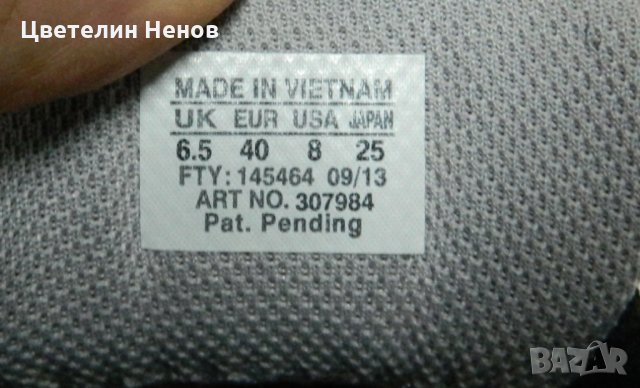 Цветелин Ненов
MADE IN VIETNAM
UK EUR USA JAPAN
6.5 40 8 25
FTY: 145464 09/13
ART NO. 307984
Pat. Pending
BAZAR